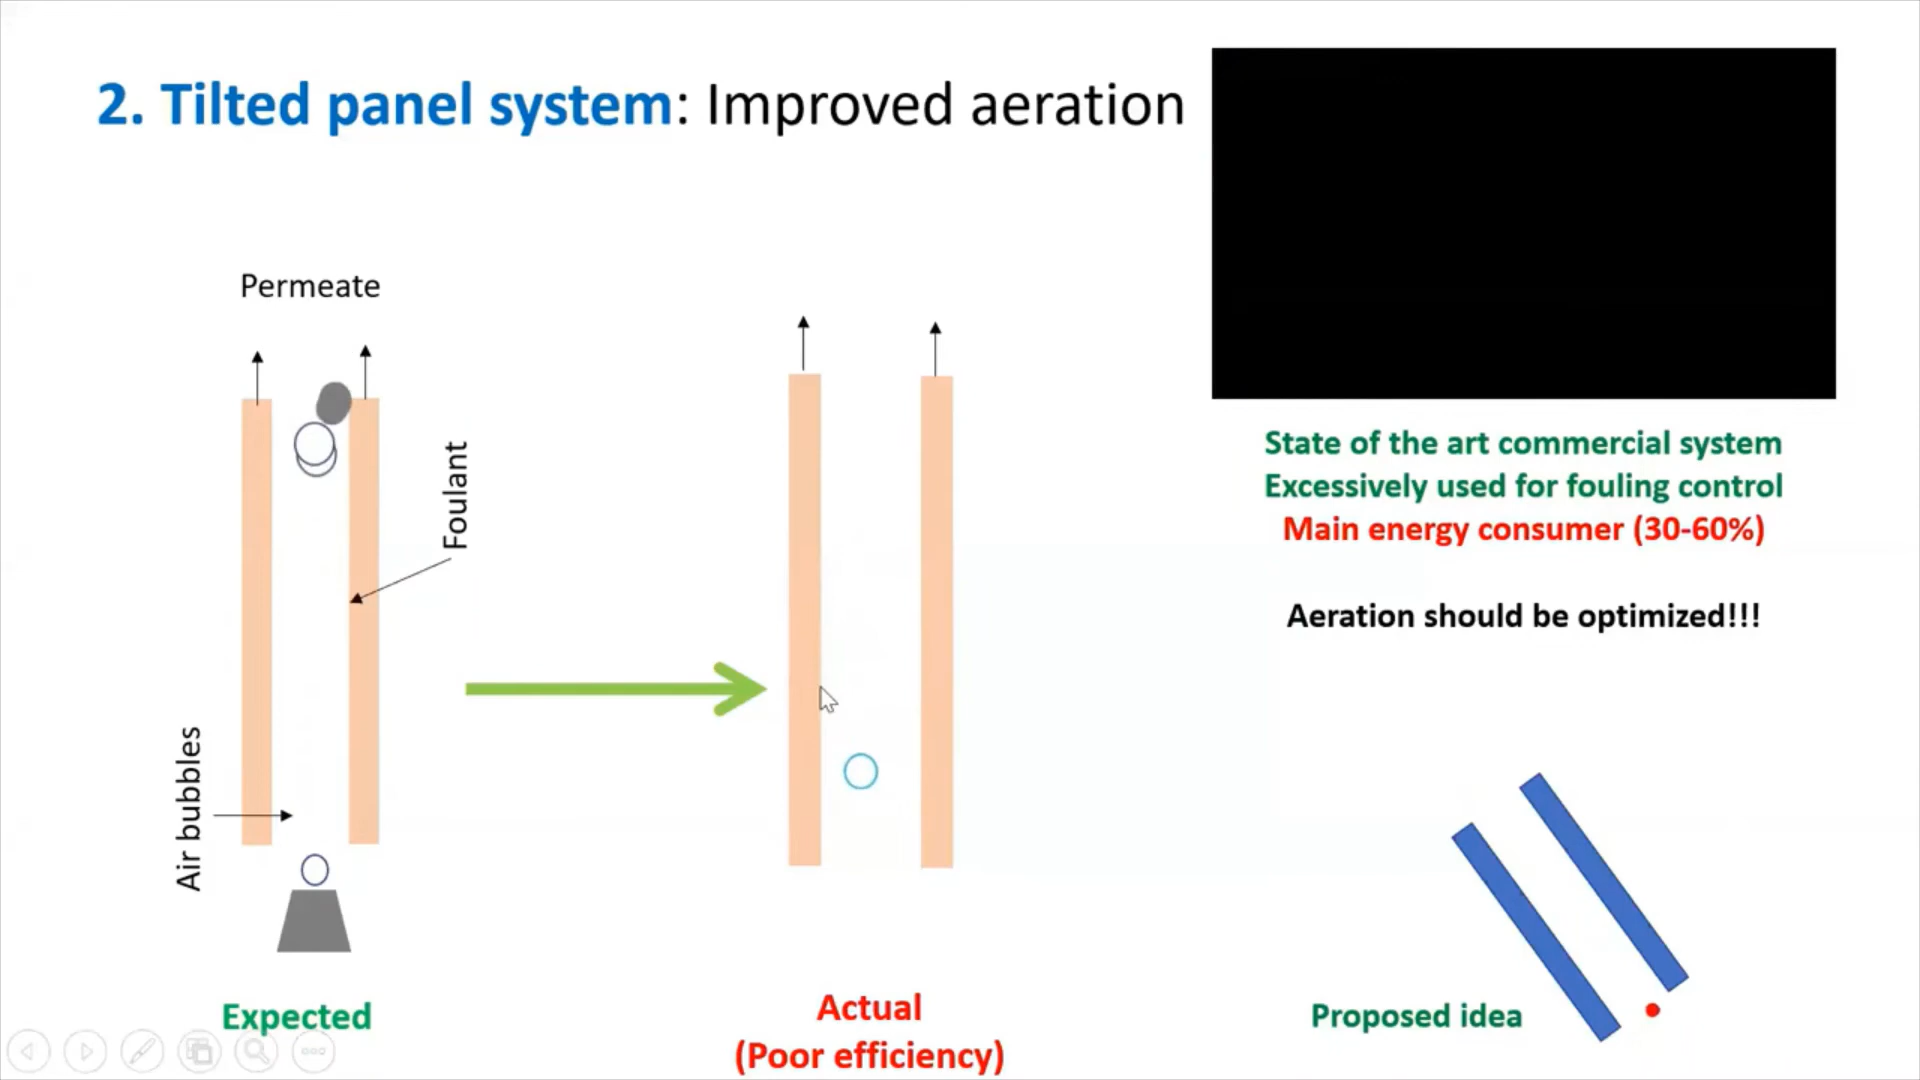 2. Tilted panel system: Improved aeration
Permeate
Foulant
Air bubbles
Expected
Actual
(Poor efficiency)
State of the art commercial system
Excessively used for fouling control
Main energy consumer (30-60%)
Aeration should be optimized!!!
Proposed idea